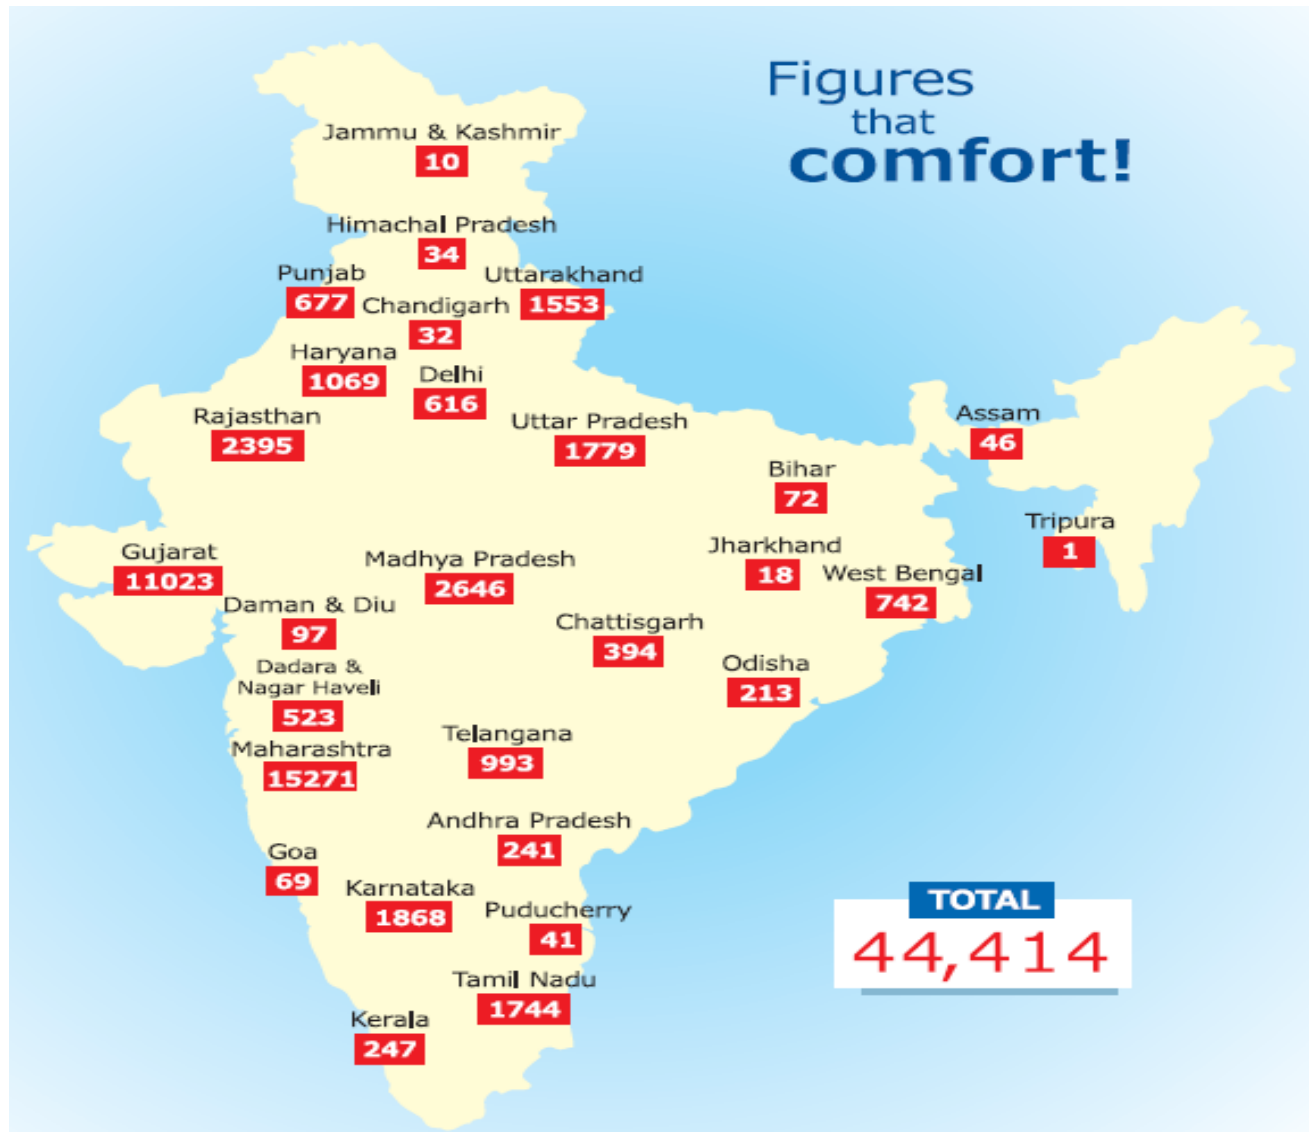 Figures
that
comfort!
Jammu & Kashmir
10
Himachal Pradesh
34
Punjab
677
Uttarakhand
1553
Chandigarh
32
Haryana
1069
Delhi
616
Rajasthan
2395
Uttar Pradesh
1779
Assam
46
Bihar
72
Tripura
1
Gujarat
11023
Madhya Pradesh
2646
Jharkhand
18
West Bengal
742
Daman & Diu
97
Chattisgarh
394
Dadara &
Nagar Haveli
523
Odisha
213
Maharashtra
15271
Telangana
993
Andhra Pradesh
241
Goa
69
Karnataka
1868
Puducherry
41
Tamil Nadu
1744
Kerala
247
TOTAL
44,414